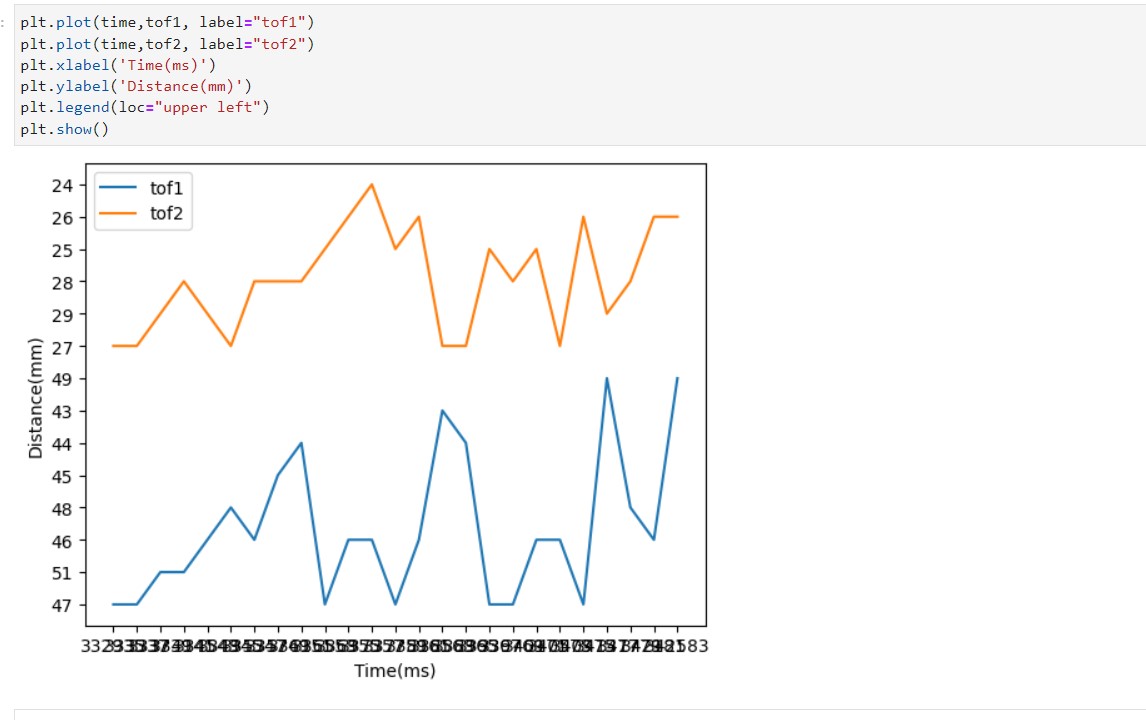 :
plt.plot(time,tof1, label="tof1")
plt.plot(time,tof2, label="tof2")
plt.xlabel('Time(ms)')
plt.ylabel('Distance(mm)')
plt.legend(loc="upper left")
plt.show()
tof1
tof2
24
26
25
28
29
27
49
43
44
45
48
46
51
47
Distance(mm)
Time(ms)